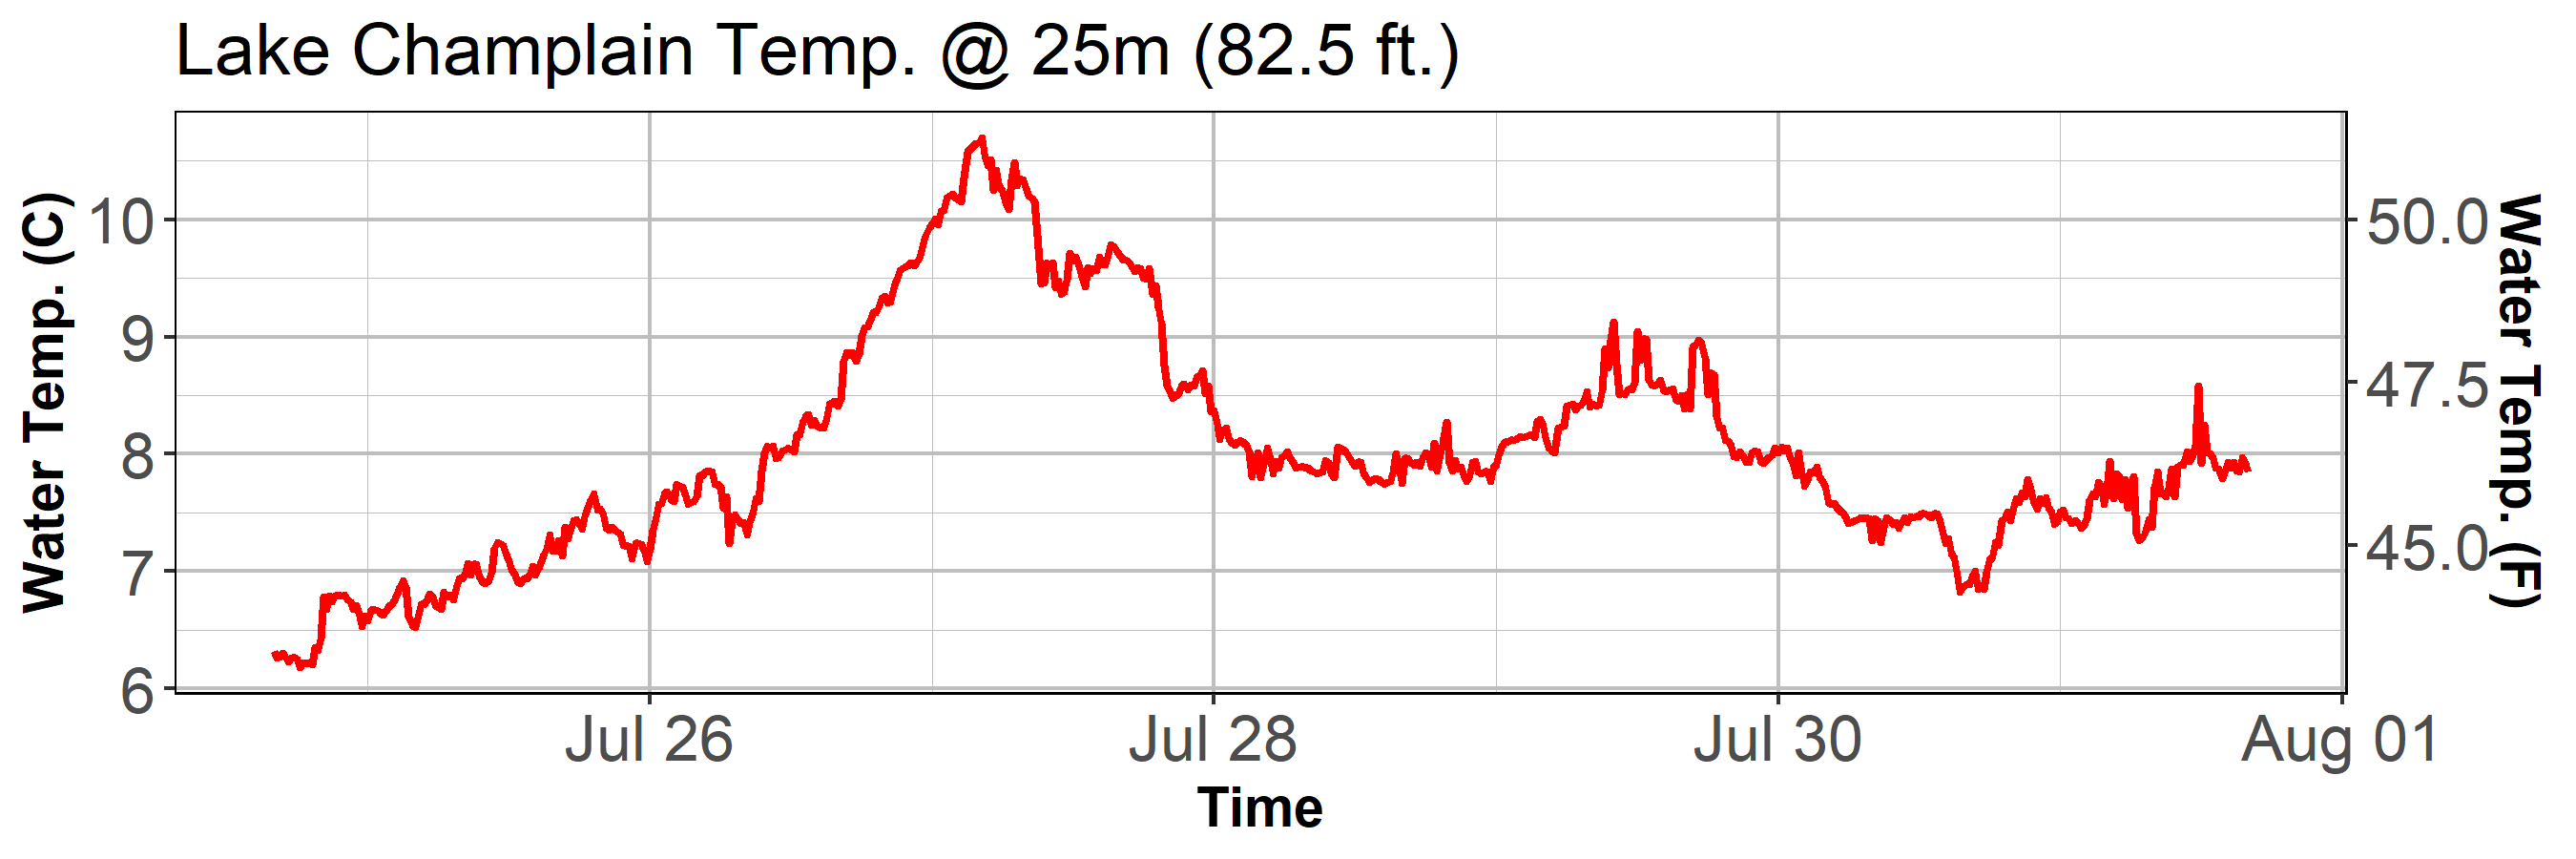 Lake Champlain Temp. @ 25m (82.5 ft.)
Water Temp. (C)
10
9
8
7
6
50.0
47.5
45.0
Water Temp. (F)
Jul 26
Jul 28
Jul 30
Aug 01
Time